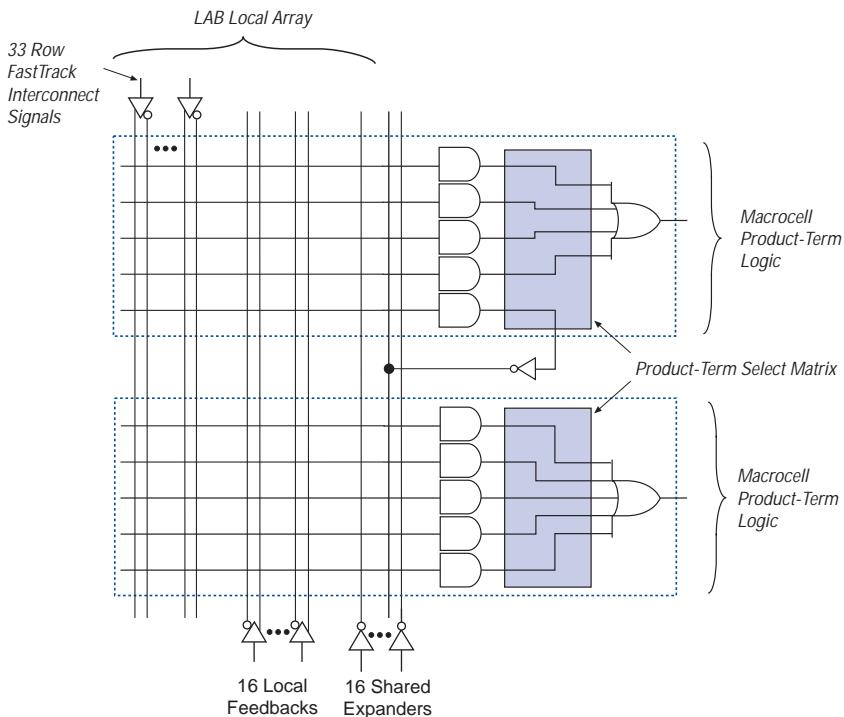 LAB Local Array
33 Row
FastTrack
Interconnect
Signals
Macrocell
Product-Term
Logic
Product-Term Select Matrix
Macrocell
Product-Term
Logic
16 Local
Feedbacks
16 Shared
Expanders